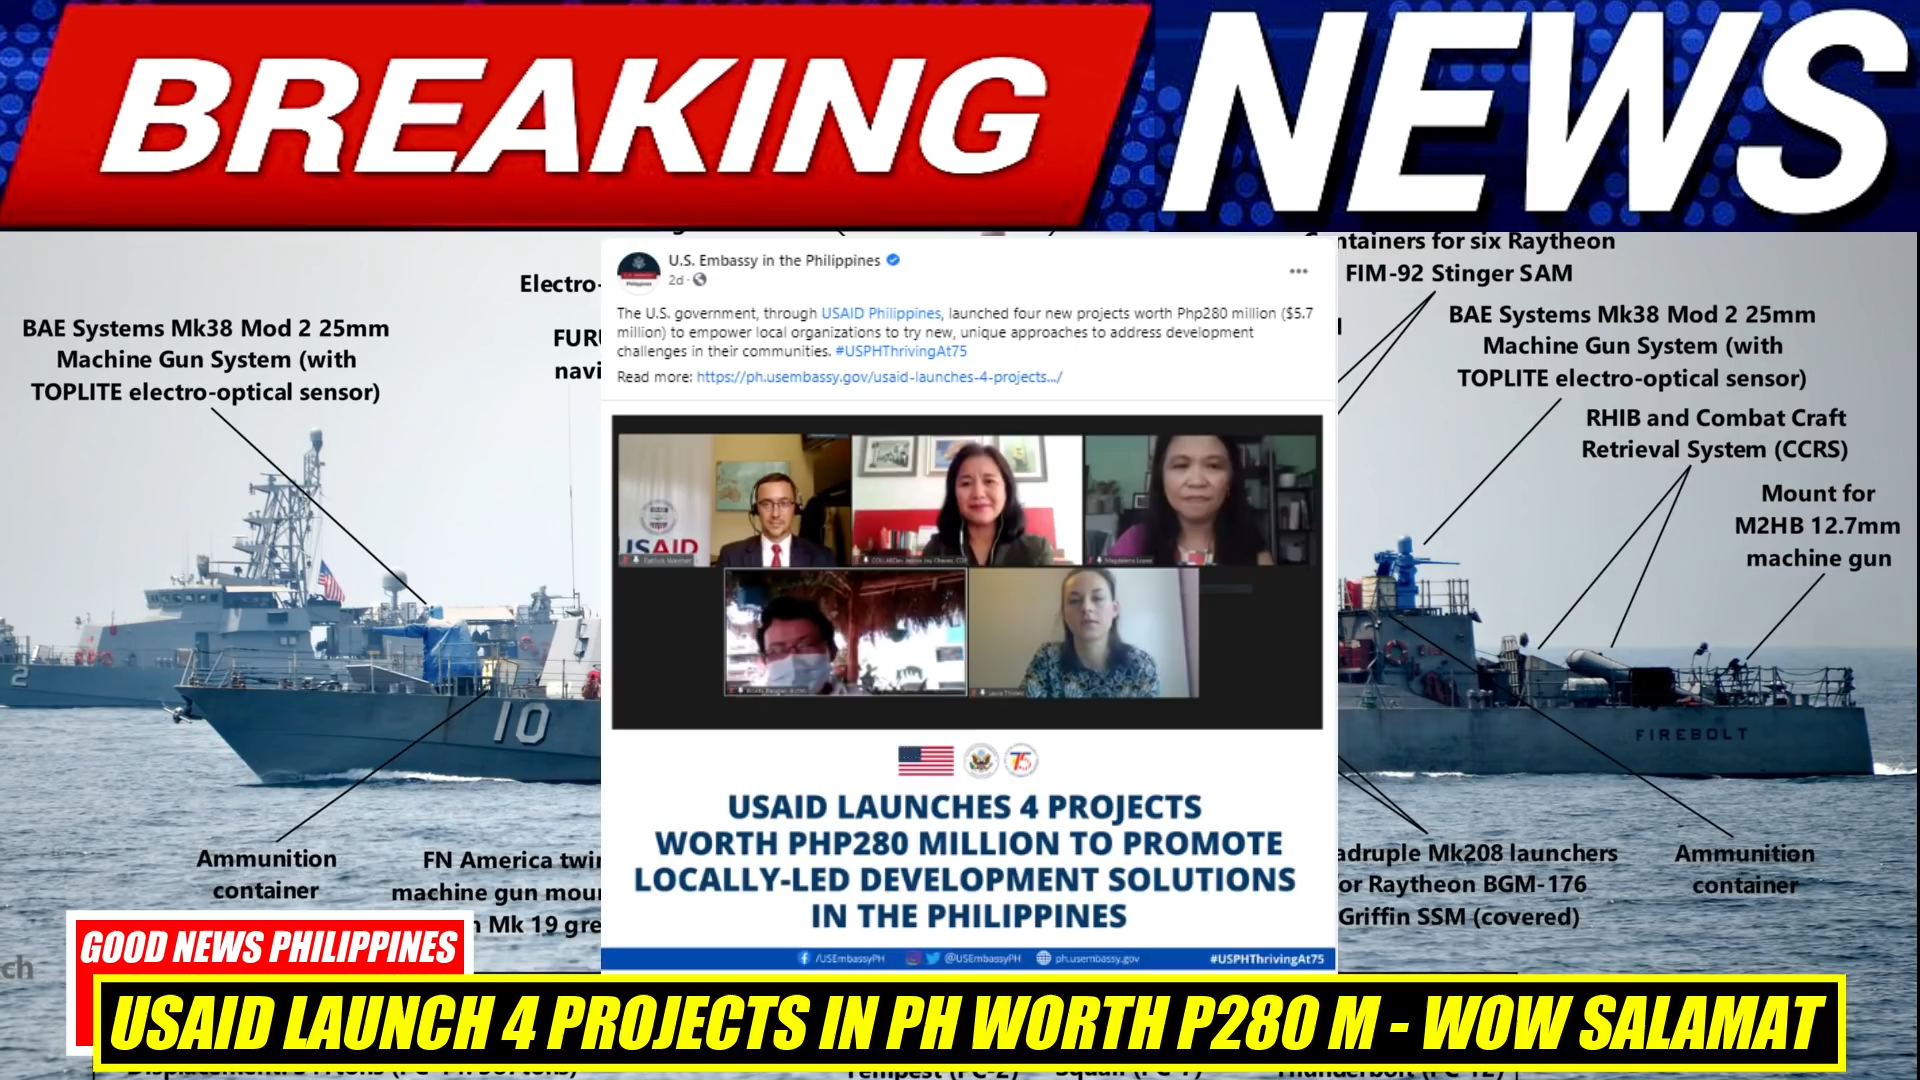 BREAKING NEWS
Electro-
BAE Systems Mk38 Mod 2 25mm
Machine Gun System (with
TOPLITE electro-optical sensor)
FURU
navi
U.S. Embassy in the Philippines
2d
The U.S. government, through USAID Philippines, launched four new projects worth Php280 million ($5.7
million) to empower local organizations to try new, unique approaches to address development
challenges in their communities. #USPHThrivingAt75
Read more: https://ph.usembassy.gov/usaid-launches-4-projects.../
ntainers for six Raytheon
FIM-92 Stinger SAM
BAE Systems Mk38 Mod 2 25mm
Machine Gun System (with
TOPLITE electro-optical sensor)
RHIB and Combat Craft
Retrieval System (CCRS)
Mount for
M2HB 12.7mm
machine gun
USAID
2
10
FIREBOLT
75
USAID LAUNCHES 4 PROJECTS
WORTH PHP280 MILLION TO PROMOTE
LOCALLY-LED DEVELOPMENT SOLUTIONS
IN THE PHILIPPINES
/USEmbassyPH @USEmbassyPH ph.usembassy.gov #USPHThrivingAt75
Ammunition
container
FN America twin
machine gun moun
Mk 19 gre
adruple Mk208 launchers
or Raytheon BGM-176
Griffin SSM (covered)
Ammunition
container
ch
GOOD NEWS PHILIPPINES
USAID LAUNCH 4 PROJECTS IN PH WORTH P280 M - WOW SALAMAT